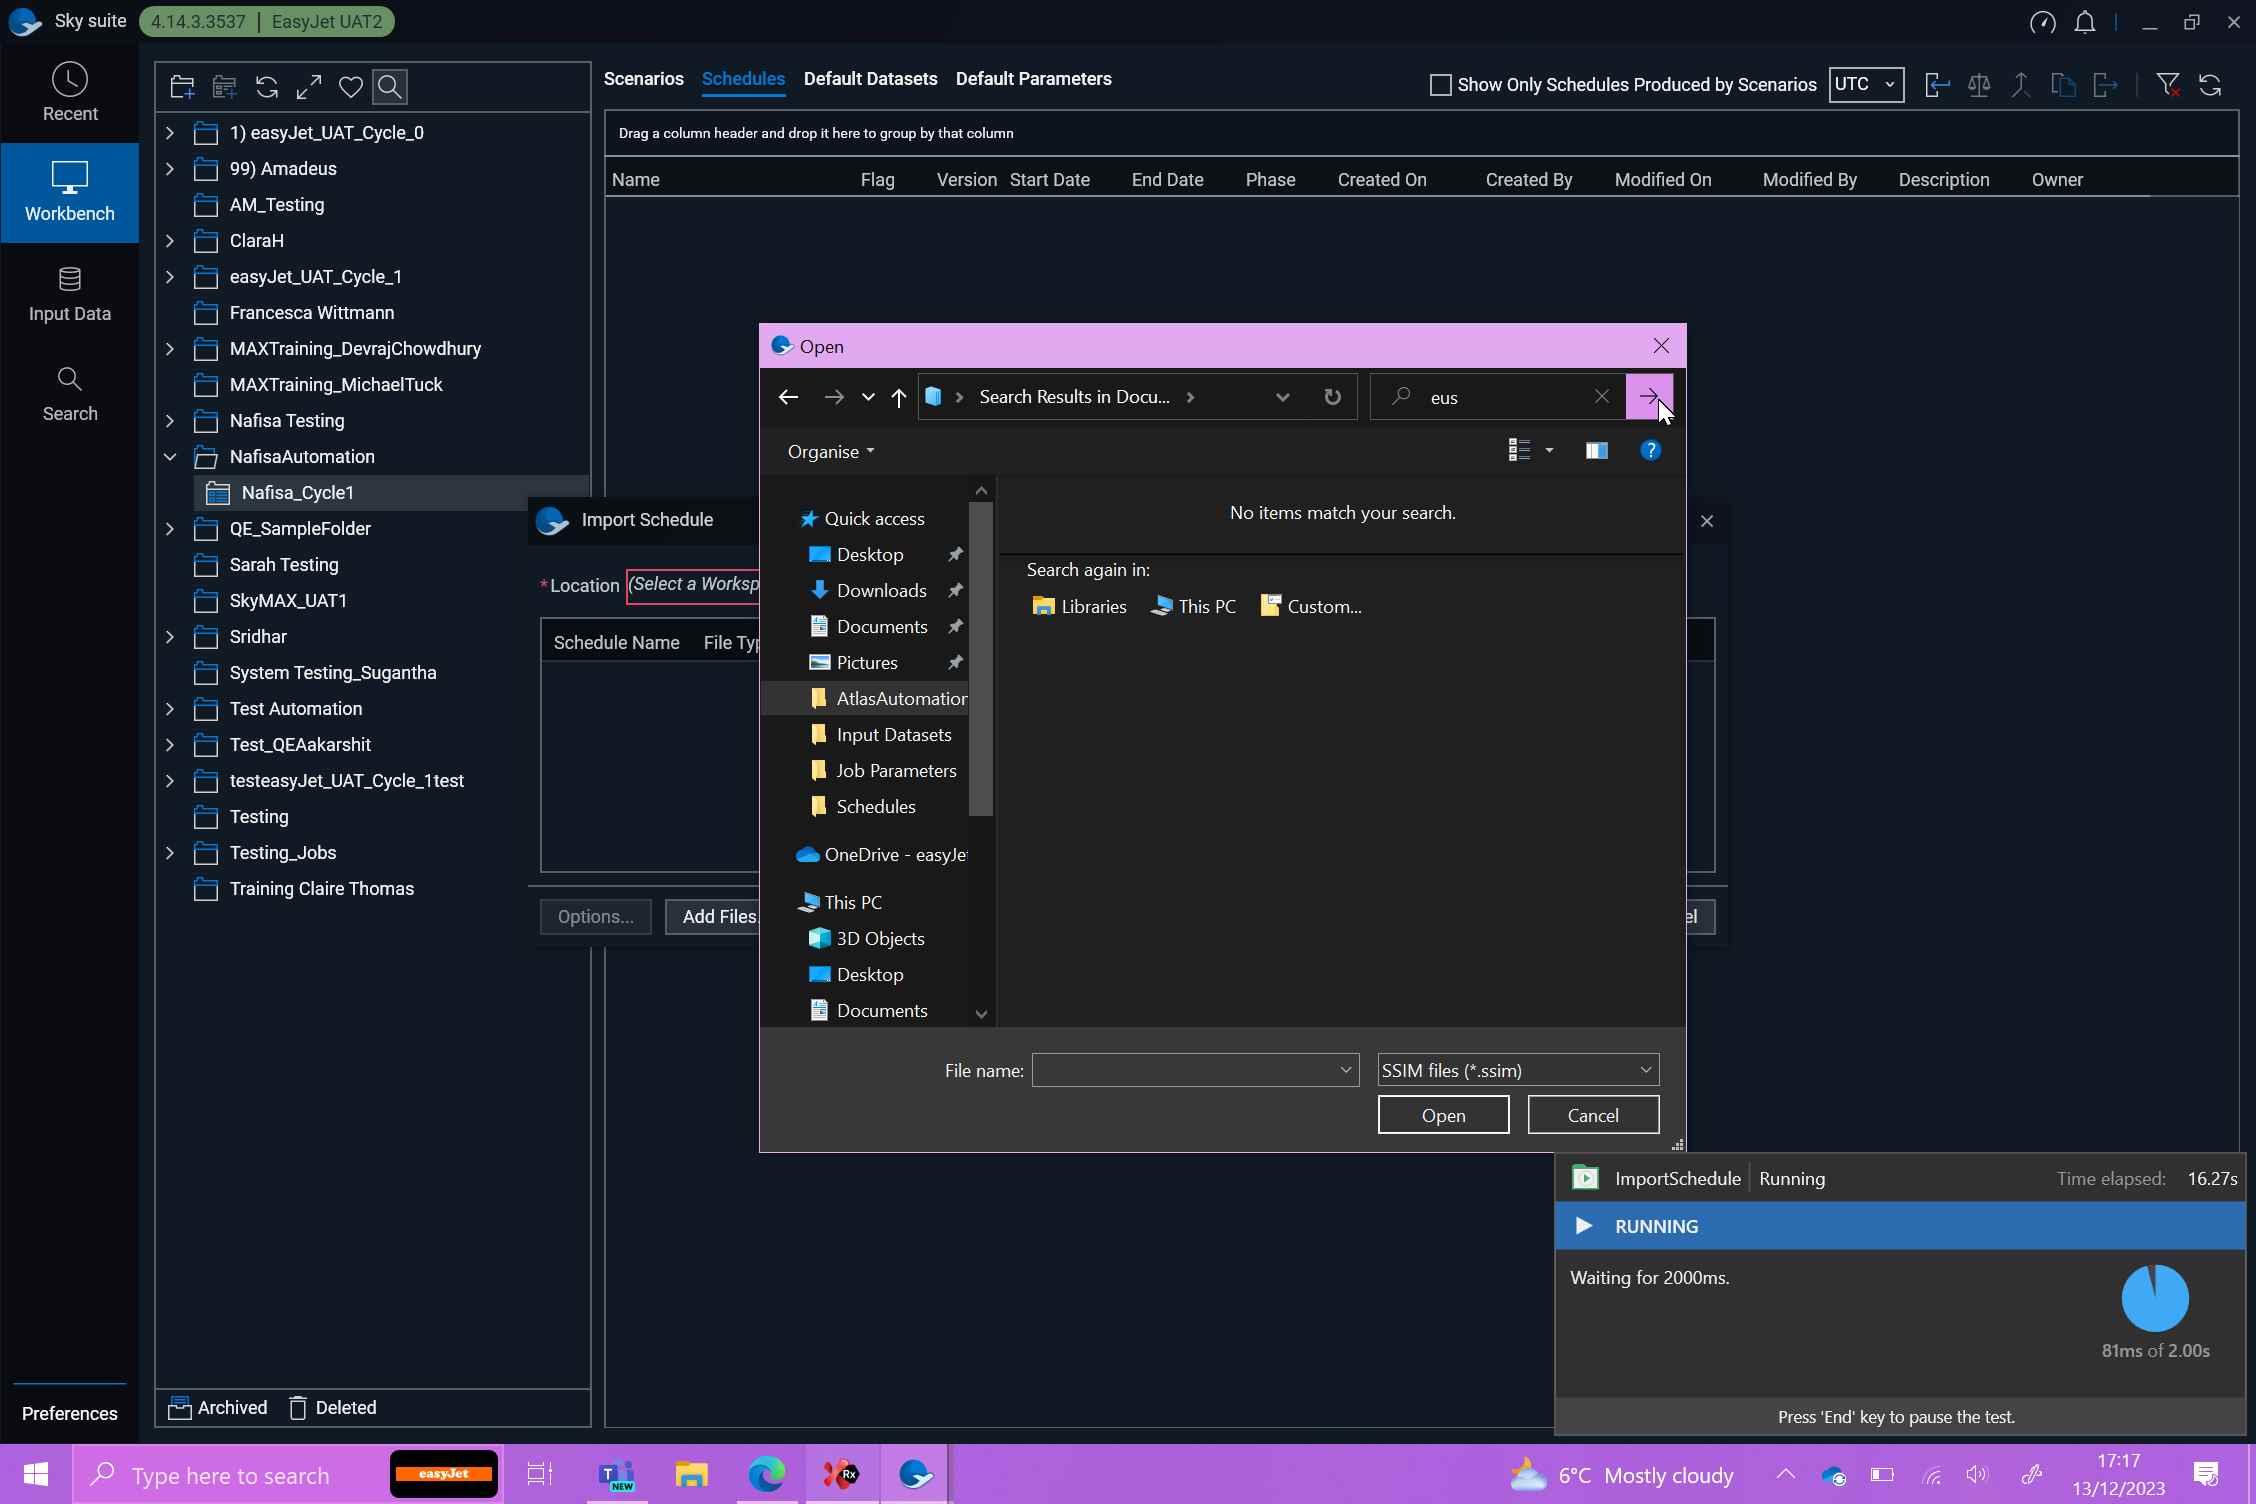 Sky suite 4.14.3.3537 | EasyJet UAT2
Recent
Workbench
Input Data
Search
Preferences
1) easyJet_UAT_Cycle_0
99) Amadeus
AM_Testing
ClaraH
easyJet_UAT_Cycle_1
Francesca Wittmann
MAXTraining_DevrajChowdhury
MAXTraining_MichaelTuck
Nafisa Testing
NafisaAutomation
Nafisa_Cycle1
QE_SampleFolder
Sarah Testing
SkyMAX_UAT1
Sridhar
System Testing_Sugantha
Test Automation
Test_QEAakarshit
testeasyJet_UAT_Cycle_1test
Testing
Testing_Jobs
Training Claire Thomas
Archived Deleted
Scenarios Schedules Default Datasets Default Parameters
Show Only Schedules Produced by Scenarios UTC
Drag a column header and drop it here to group by that column
Name Flag Version Start Date End Date Phase Created On Created By Modified On Modified By Description Owner
Import Schedule
*Location (Select a Worksp
Schedule Name File Typ
Options... Add Files.
el
Open
Search Results in Docu...
eus
Organise
Quick access
Desktop
Downloads
Documents
Pictures
AtlasAutomation
Input Datasets
Job Parameters
Schedules
OneDrive - easyJet
This PC
3D Objects
Desktop
Documents
No items match your search.
Search again in:
Libraries This PC Custom...
File name:
SSIM files (*.ssim)
Open Cancel
ImportSchedule Running Time elapsed: 16.27s
RUNNING
Waiting for 2000ms.
81ms of 2.00s
Press 'End' key to pause the test.
Type here to search
easyJet
T
NEW
Rx
6°C Mostly cloudy
17:17
13/12/2023